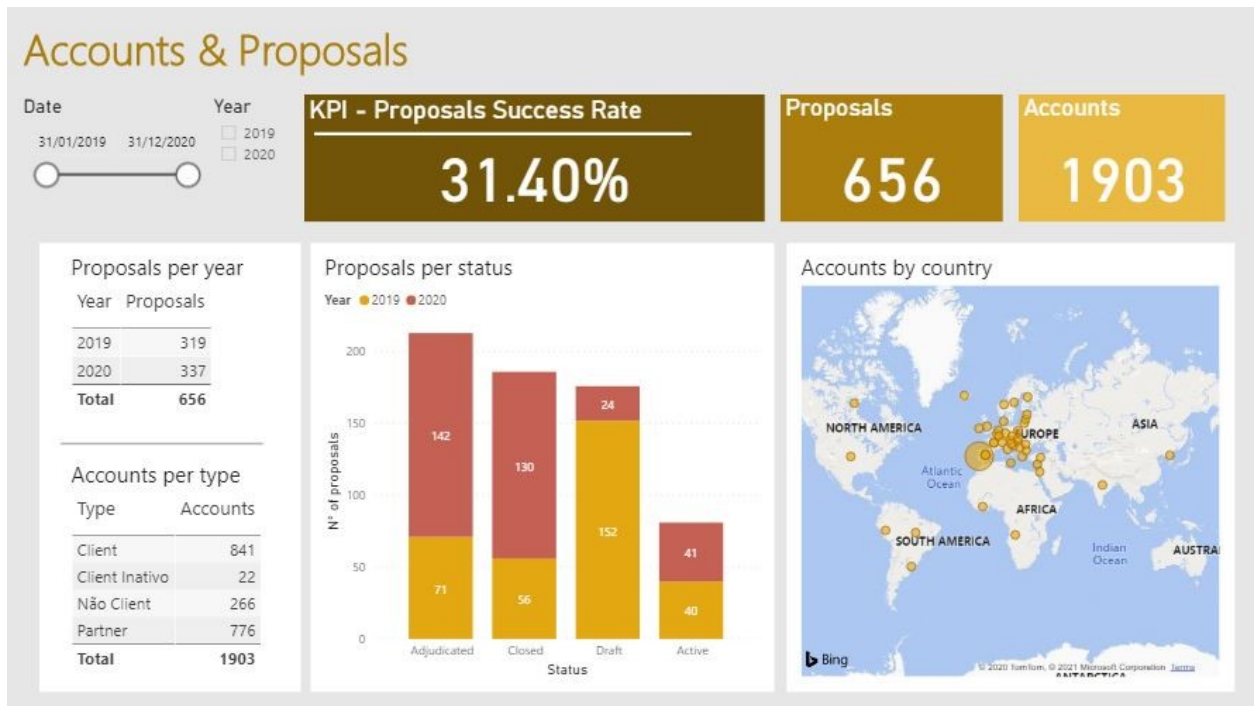 Accounts & Proposals
Date
31/01/2019 31/12/2020
Year
2019
2020
KPI - Proposals Success Rate
31.40%
Proposals
656
Accounts
1903
Proposals per year
Year Proposals
2019 319
2020 337
Total 656
Accounts per type
Type Accounts
Client 841
Client Inativo 22
Não Client 266
Partner 776
Total 1903
Proposals per status
Year 2019 2020
Nº of proposals
200
150
100
50
0
142
71
130
56
24
152
41
40
Adjudicated Closed Draft Active
Status
Accounts by country
NORTH AMERICA
EUROPE
ASIA
Atlantic
Ocean
AFRICA
SOUTH AMERICA
Indian
Ocean
AUSTRA
Bing
© 2020 TomTom, © 2021 Microsoft Corporation Terms
ANTARCTICA